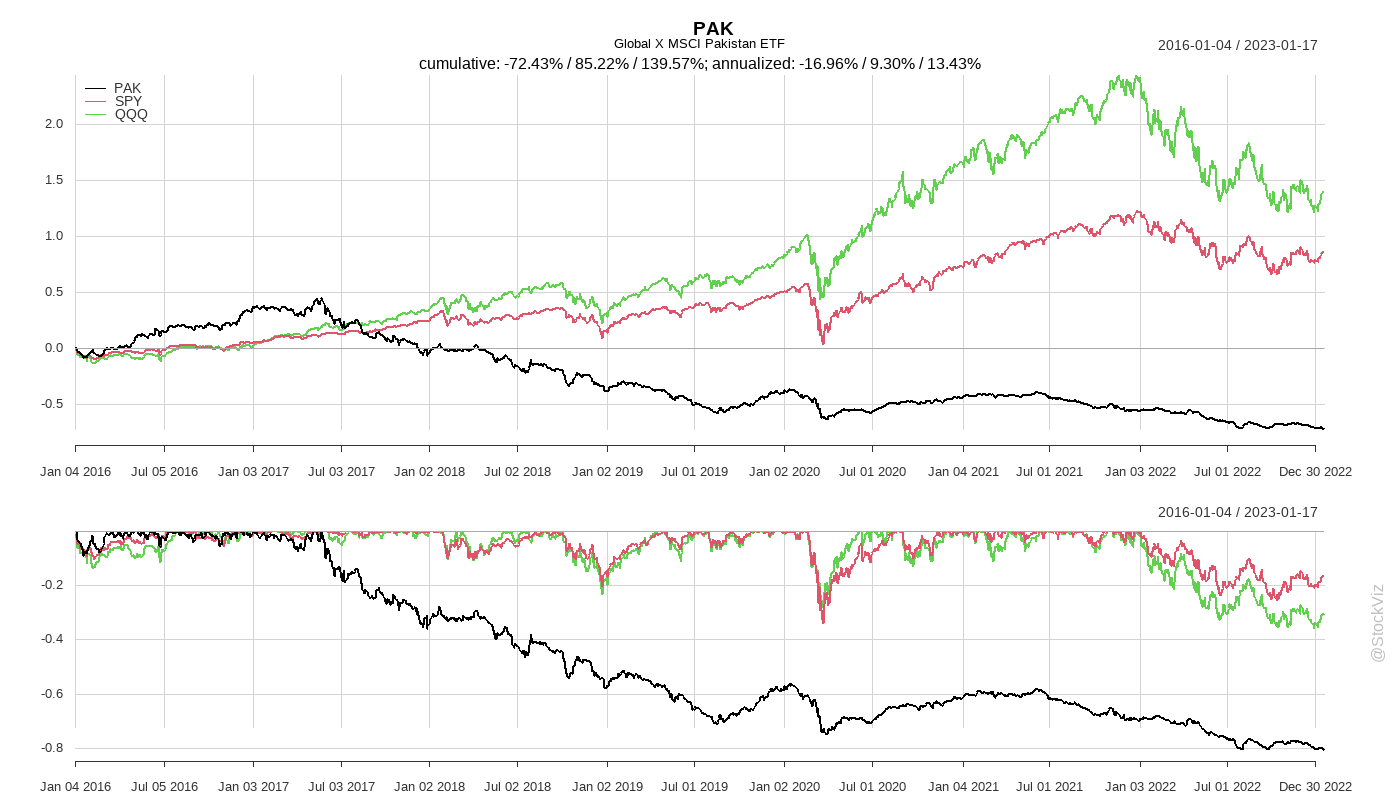 PAK
Global X MSCI Pakistan ETF
2016-01-04 / 2023-01-17
cumulative: -72.43% / 85.22% / 139.57%; annualized: -16.96% / 9.30% / 13.43%
PAK
SPY
QQQ
2.0
1.5
1.0
0.5
0.0
-0.5
Jan 04 2016 Jul 05 2016 Jan 03 2017 Jul 03 2017 Jan 02 2018 Jul 02 2018 Jan 02 2019 Jul 01 2019 Jan 02 2020 Jul 01 2020 Jan 04 2021 Jul 01 2021 Jan 03 2022 Jul 01 2022 Dec 30 2022
2016-01-04 / 2023-01-17
-0.2
-0.4
-0.6
-0.8
Jan 04 2016 Jul 05 2016 Jan 03 2017 Jul 03 2017 Jan 02 2018 Jul 02 2018 Jan 02 2019 Jul 01 2019 Jan 02 2020 Jul 01 2020 Jan 04 2021 Jul 01 2021 Jan 03 2022 Jul 01 2022 Dec 30 2022
@StockViz